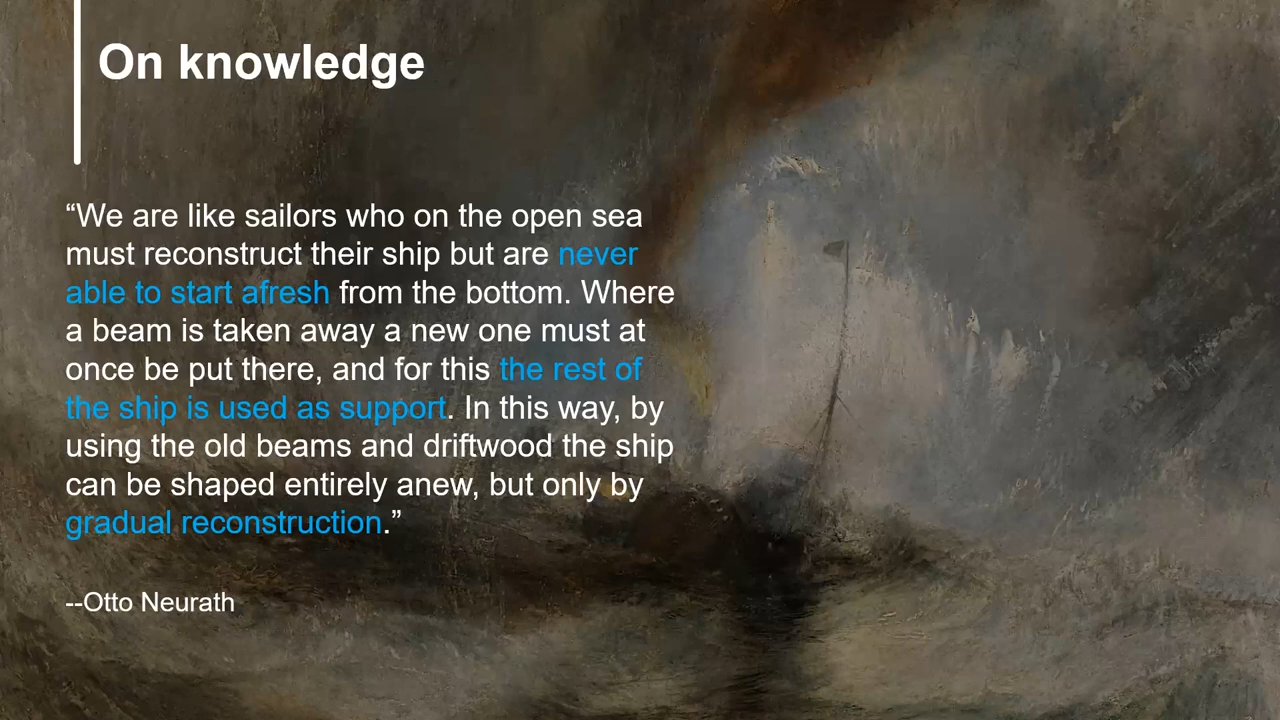 On knowledge
“We are like sailors who on the open sea
must reconstruct their ship but are never
able to start afresh from the bottom. Where
a beam is taken away a new one must at
once be put there, and for this the rest of
the ship is used as support. In this way, by
using the old beams and driftwood the ship
can be shaped entirely anew, but only by
gradual reconstruction.”
--Otto Neurath